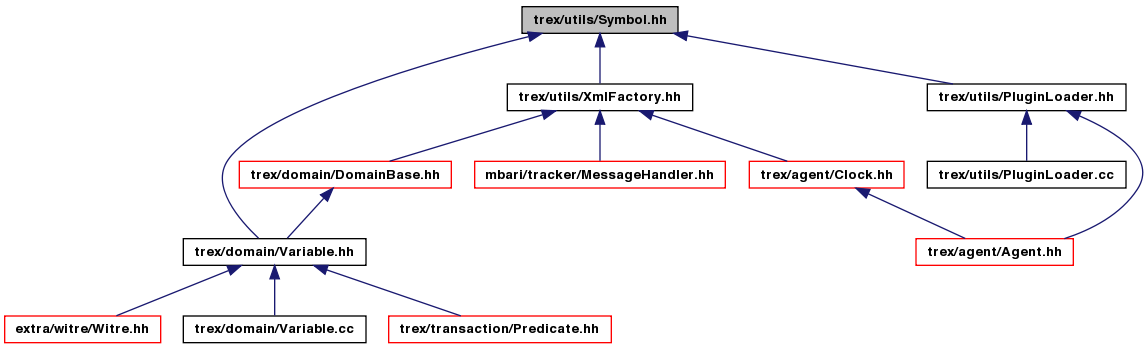 trex/utils/Symbol.hh
trex/utils/XmlFactory.hh
trex/utils/PluginLoader.hh
trex/domain/DomainBase.hh
mbari/tracker/MessageHandler.hh
trex/agent/Clock.hh
trex/utils/PluginLoader.cc
trex/domain/Variable.hh
trex/agent/Agent.hh
extra/witre/Witre.hh
trex/domain/Variable.cc
trex/transaction/Predicate.hh